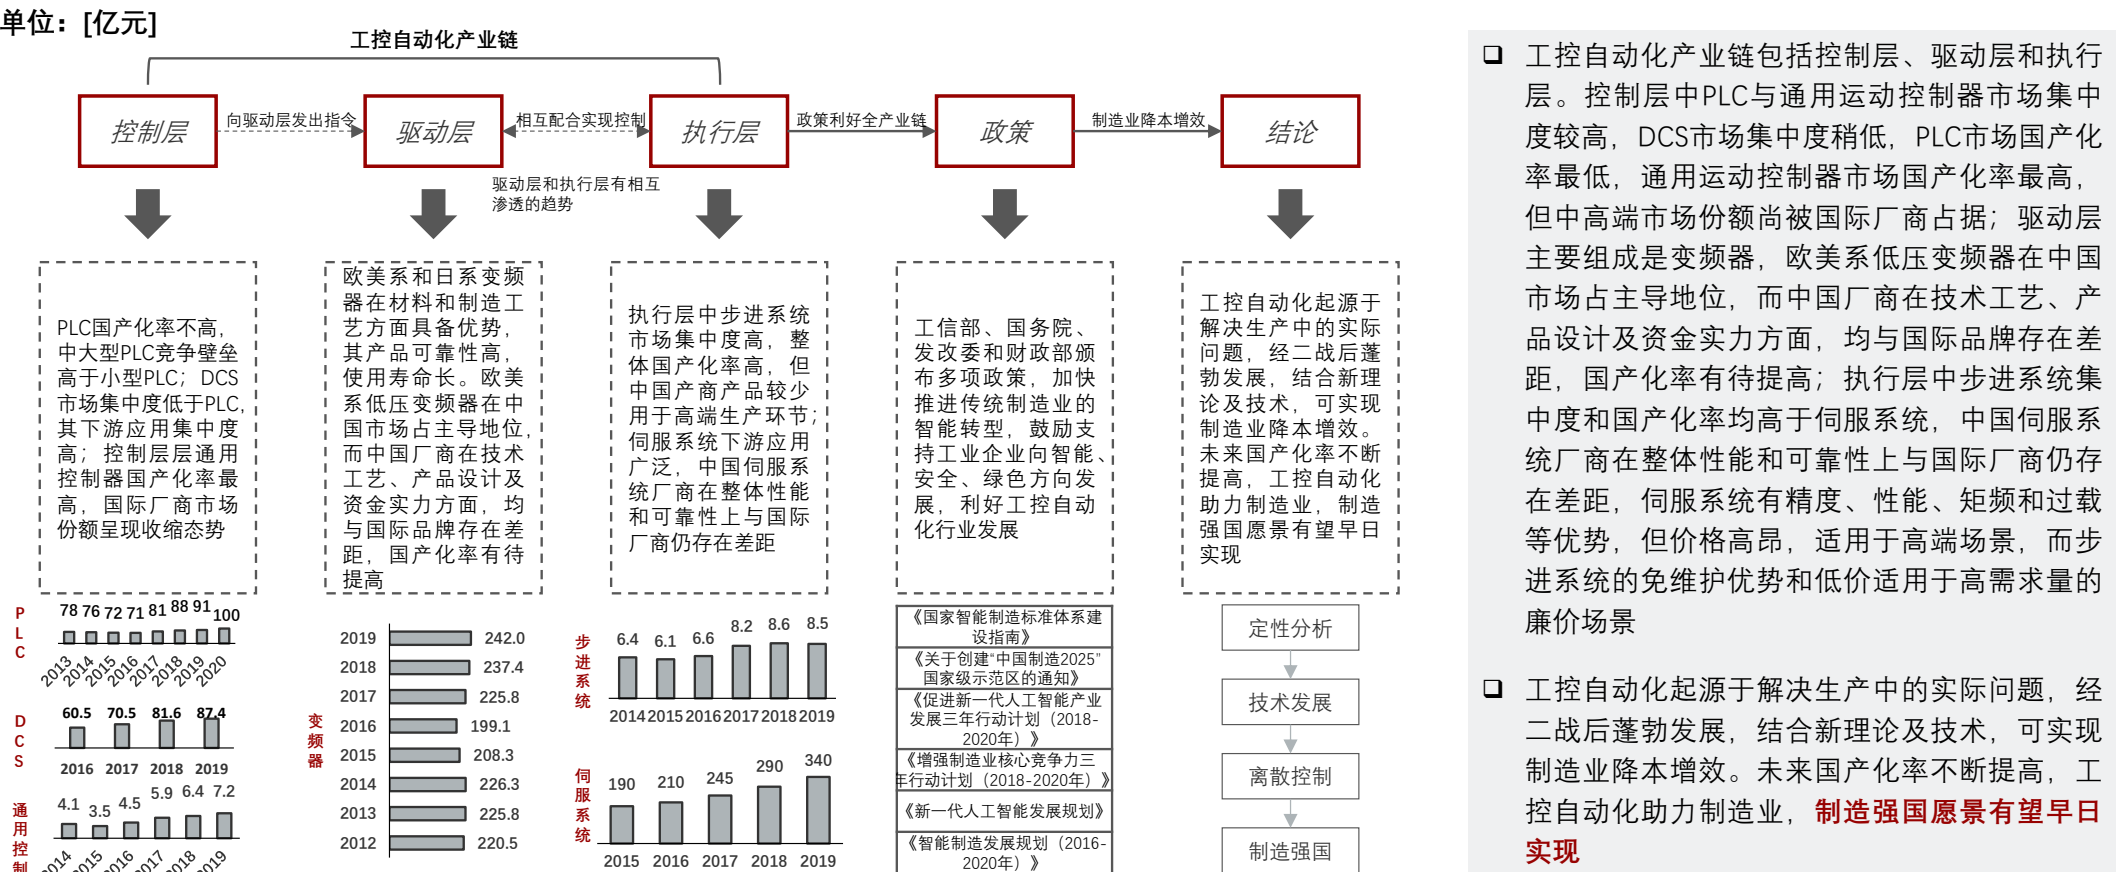 单位：[亿元]
工控自动化产业链
控制层
向驱动层发出指令
驱动层
相互配合实现控制
执行层
政策利好全产业链
政策
制造业降本增效
结论
驱动层和执行层有相互
渗透的趋势
PLC国产化率不高，
中大型PLC竞争壁垒
高于小型PLC；DCS
市场集中度低于PLC，
其下游应用集中度
高；控制层层通用
控制器国产化率最
高，国际厂商市场
份额呈现收缩态势
欧美系和日系变频
器在材料和制造工
艺方面具备优势，
其产品可靠性高，
使用寿命长。欧美
系低压变频器在中
国市场占主导地位，
而中国厂商在技术
工艺、产品设计及
资金实力方面，均
与国际品牌存在差
距，国产化率有待
提高
执行层中步进系统
市场集中度高，整
体国产化率高，但
中国产商产品较少
用于高端生产环节；
伺服系统下游应用
广泛，中国伺服系
统厂商在整体性能
和可靠性上与国际
厂商仍存在差距
工信部、国务院、
发改委和财政部颁
布多项政策，加快
推进传统制造业的
智能转型，鼓励支
持工业企业向智能、
安全、绿色方向发
展，利好工控自动
化行业发展
工控自动化起源于
解决生产中的实际
问题，经二战后蓬
勃发展，结合新理
论及技术，可实现
制造业降本增效。
未来国产化率不断
提高，工控自动化
助力制造业，制造
强国愿景有望早日
实现
PLC
78 76 72 71 81 88 91 100
2013 2014 2015 2016 2017 2018 2019 2020
DCS
60.5 70.5 81.6 87.4
2016 2017 2018 2019
通用控制
4.1 3.5 4.5 5.9 6.4 7.2
2014 2015 2016 2017 2018 2019
变频器
2019 242.0
2018 237.4
2017 225.8
2016 199.1
2015 208.3
2014 226.3
2013 225.8
2012 220.5
步进系统
6.4 6.1 6.6 8.2 8.6 8.5
2014 2015 2016 2017 2018 2019
伺服系统
190 210 245 290 340
2015 2016 2017 2018 2019
《国家智能制造标准体系建
设指南》
《关于创建“中国制造2025”
国家级示范区的通知》
《促进新一代人工智能产业
发展三年行动计划（2018-
2020年）》
《增强制造业核心竞争力三
年行动计划（2018-2020年）》
《新一代人工智能发展规划》
《智能制造发展规划（2016-
2020年）》
定性分析
技术发展
离散控制
制造强国
工控自动化产业链包括控制层、驱动层和执行
层。控制层中PLC与通用运动控制器市场集中
度较高，DCS市场集中度稍低，PLC市场国产化
率最低，通用运动控制器市场国产化率最高，
但中高端市场份额尚被国际厂商占据；驱动层
主要组成是变频器，欧美系低压变频器在中国
市场占主导地位，而中国厂商在技术工艺、产
品设计及资金实力方面，均与国际品牌存在差
距，国产化率有待提高；执行层中步进系统集
中度和国产化率均高于伺服系统，中国伺服系
统厂商在整体性能和可靠性上与国际厂商仍存
在差距，伺服系统有精度、性能、矩频和过载
等优势，但价格高昂，适用于高端场景，而步
进系统的免维护优势和低价适用于高需求量的
廉价场景
工控自动化起源于解决生产中的实际问题，经
二战后蓬勃发展，结合新理论及技术，可实现
制造业降本增效。未来国产化率不断提高，工
控自动化助力制造业，制造强国愿景有望早日
实现